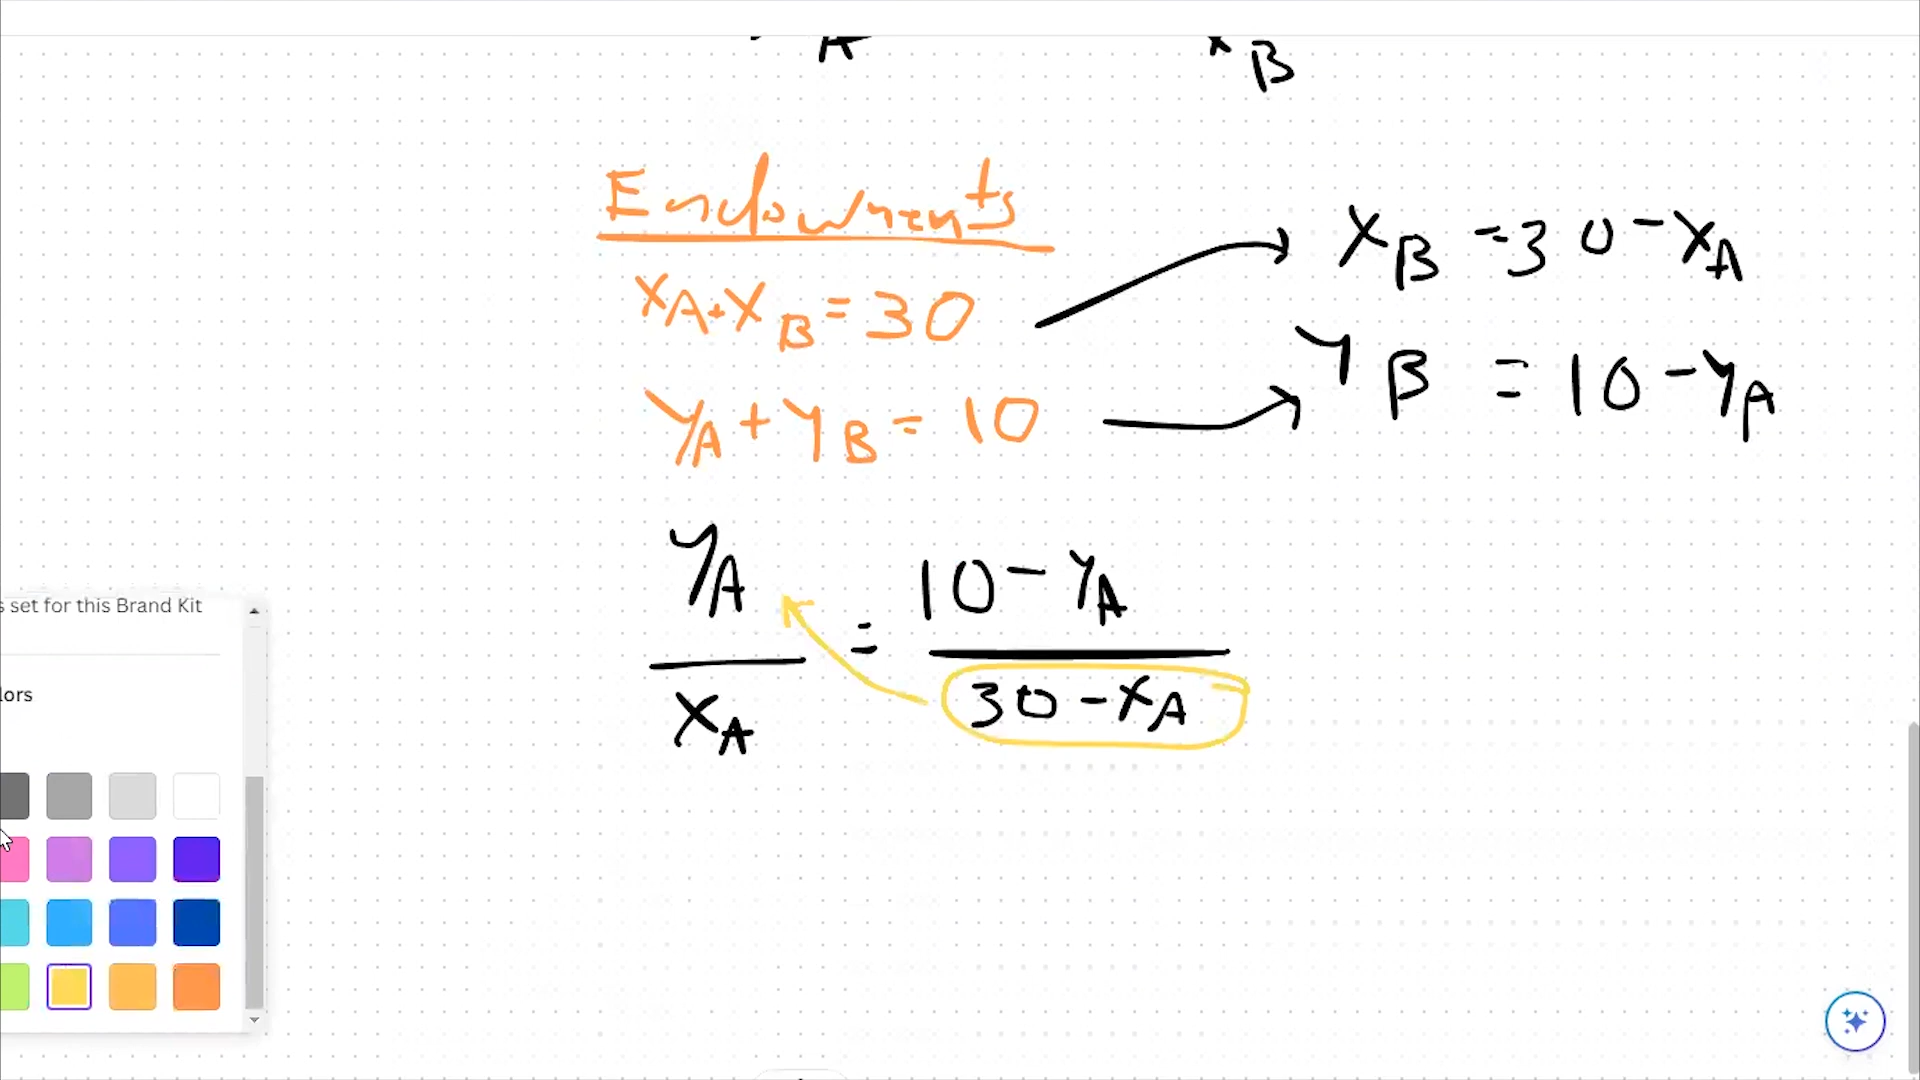 A x B
Endowments
xA + xB = 30
xB = 30 - xA
yA + yB = 10
yB = 10 - yA
yA / xA = 10 - yA / 30 - xA
s set for this Brand Kit
lors